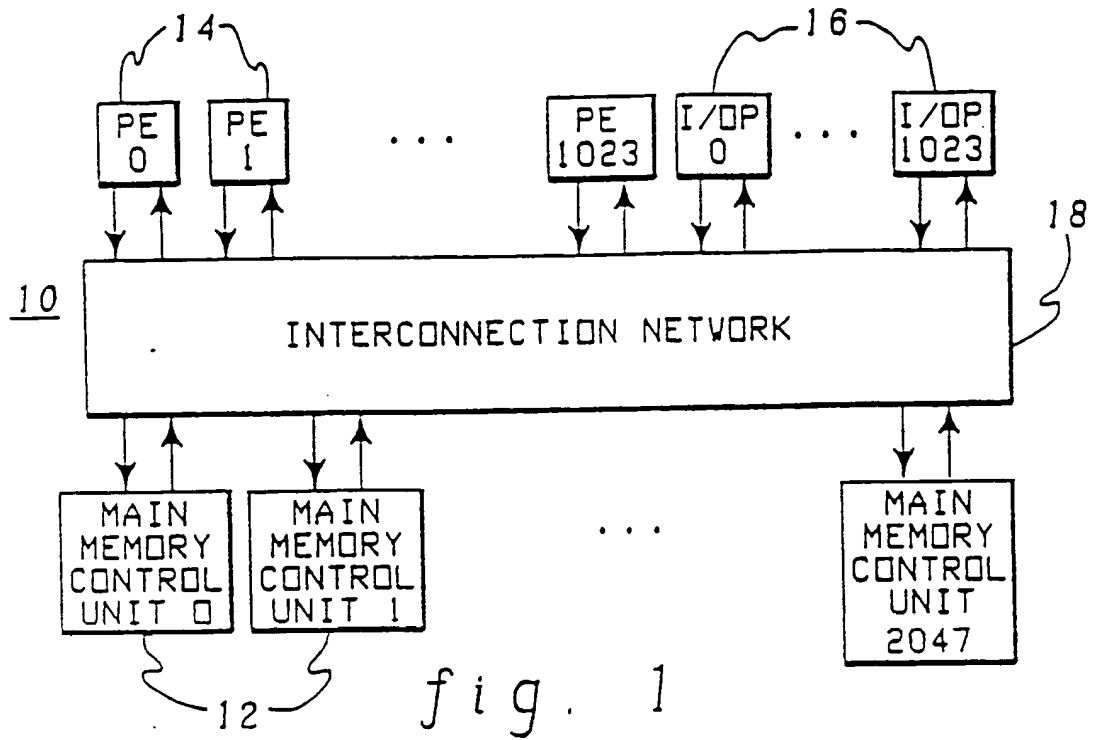 14
16
PE
0
PE
1
...
PE
1023
I/OP
0
...
I/OP
1023
18
10
INTERCONNECTION NETWORK
MAIN
MEMORY
CONTROL
UNIT 0
MAIN
MEMORY
CONTROL
UNIT 1
...
MAIN
MEMORY
CONTROL
UNIT
2047
12
fig. 1